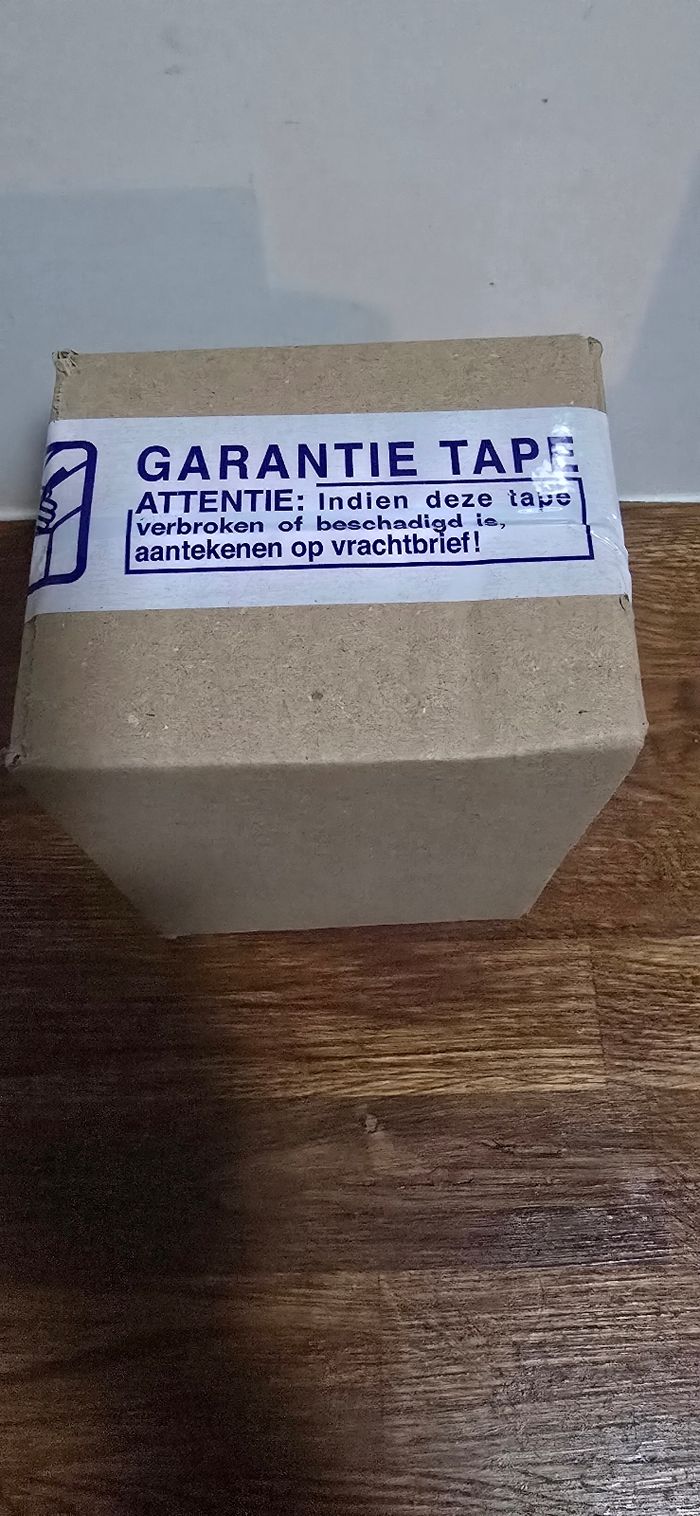 GARANTIE TAPE
ATTENTIE: Indien deze tape
verbroken of beschadigd is,
aantekenen op vrachtbrief!